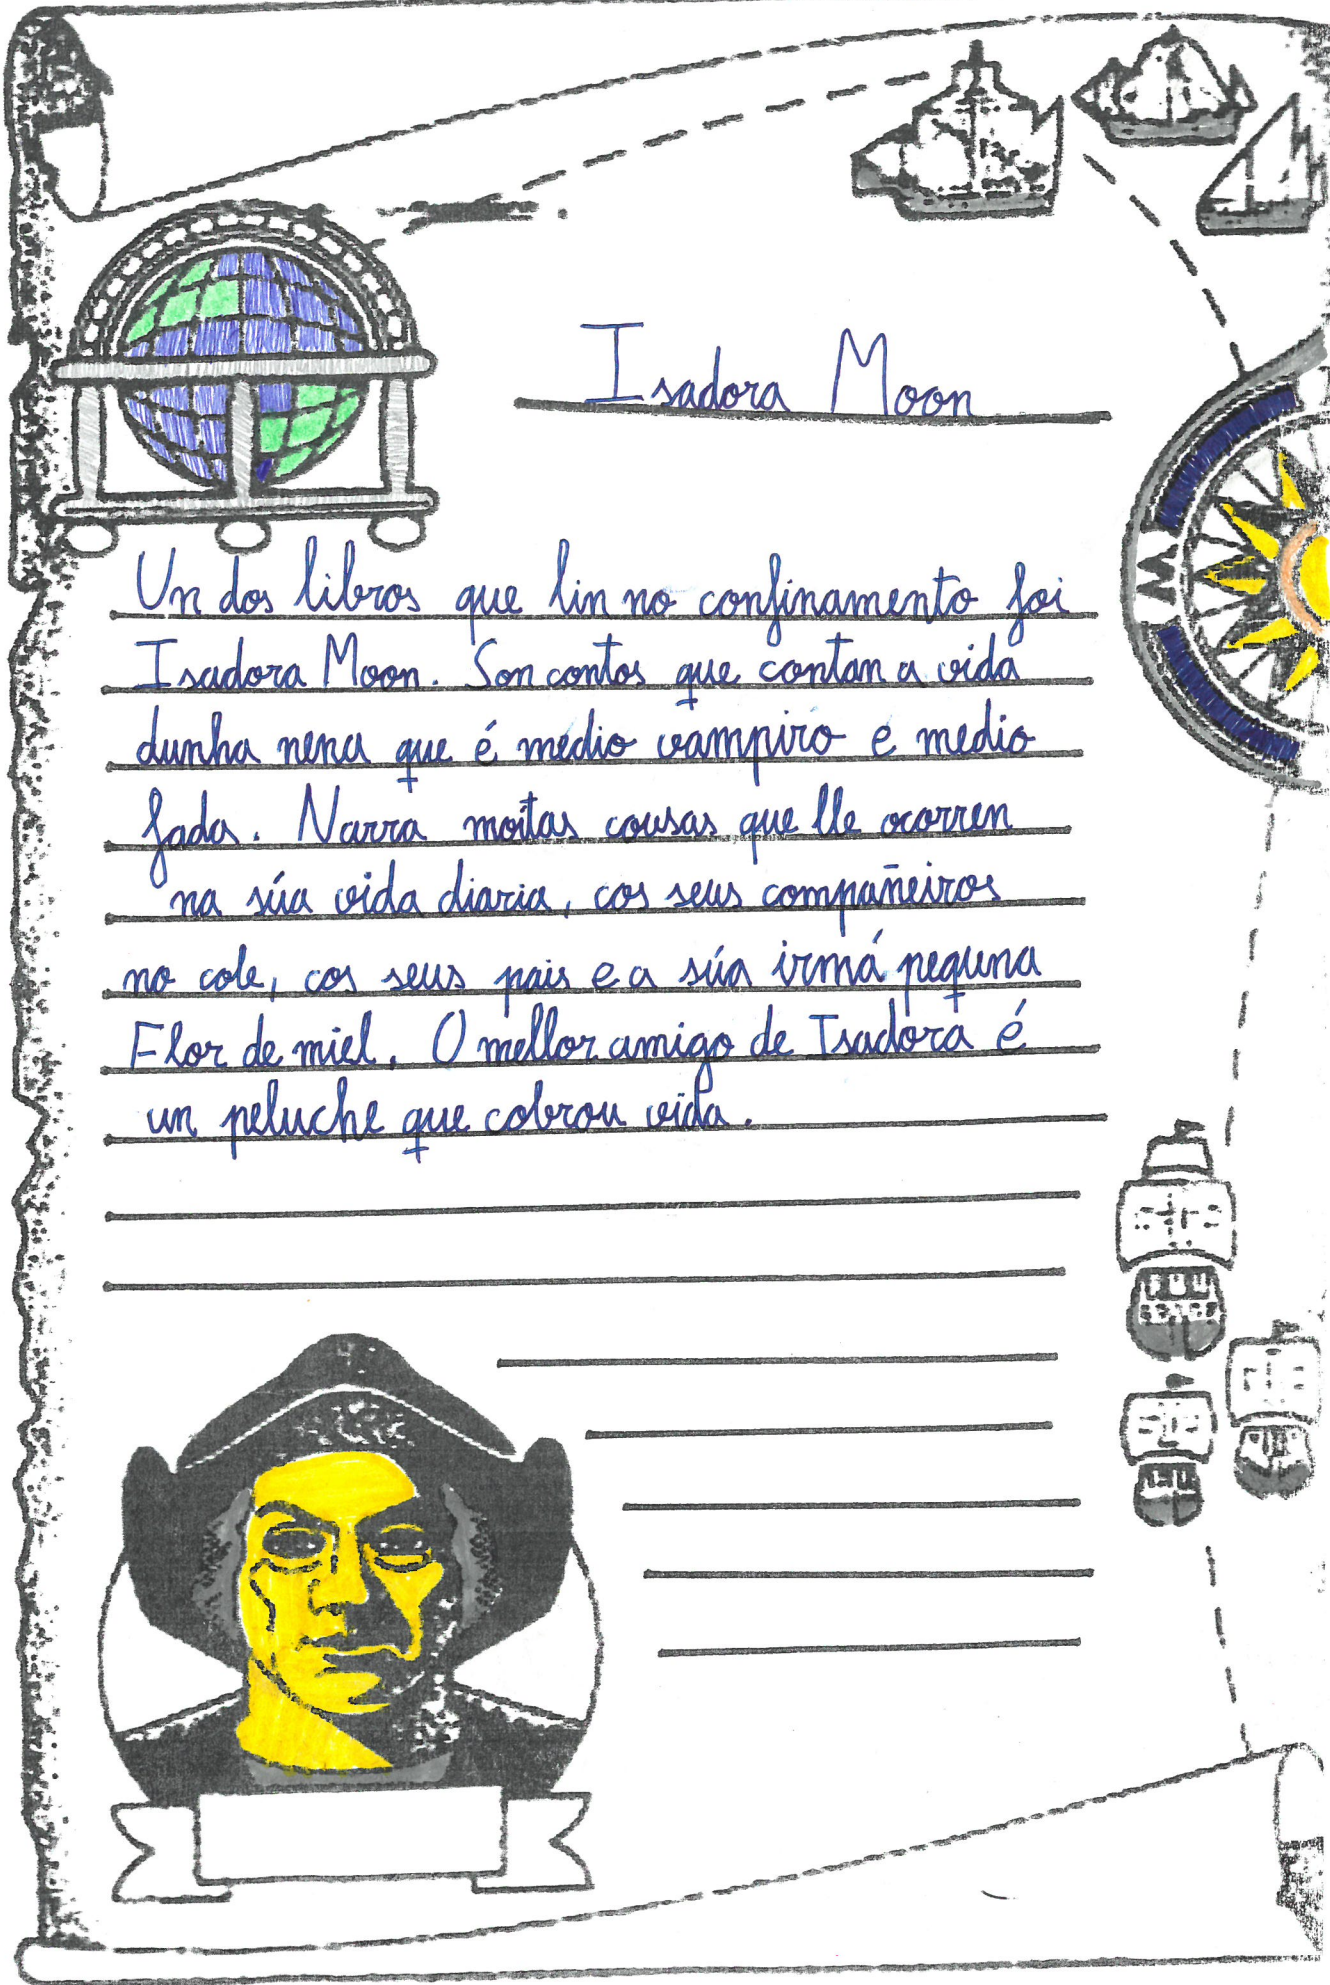 Isadora Moon
Un dos libros que lin no confinamento foi
Isadora Moon. Son contos que contan a vida
dunha nena que é medio vampiro e medio
fada. Narra moitas cousas que lle ocorren
na súa vida diaria, cos seus compañeiros
no cole, cos seus pais e a súa irmá pequna
Flor de miel. O mellor amigo de Isadora é
un peluche que cobrou vida.